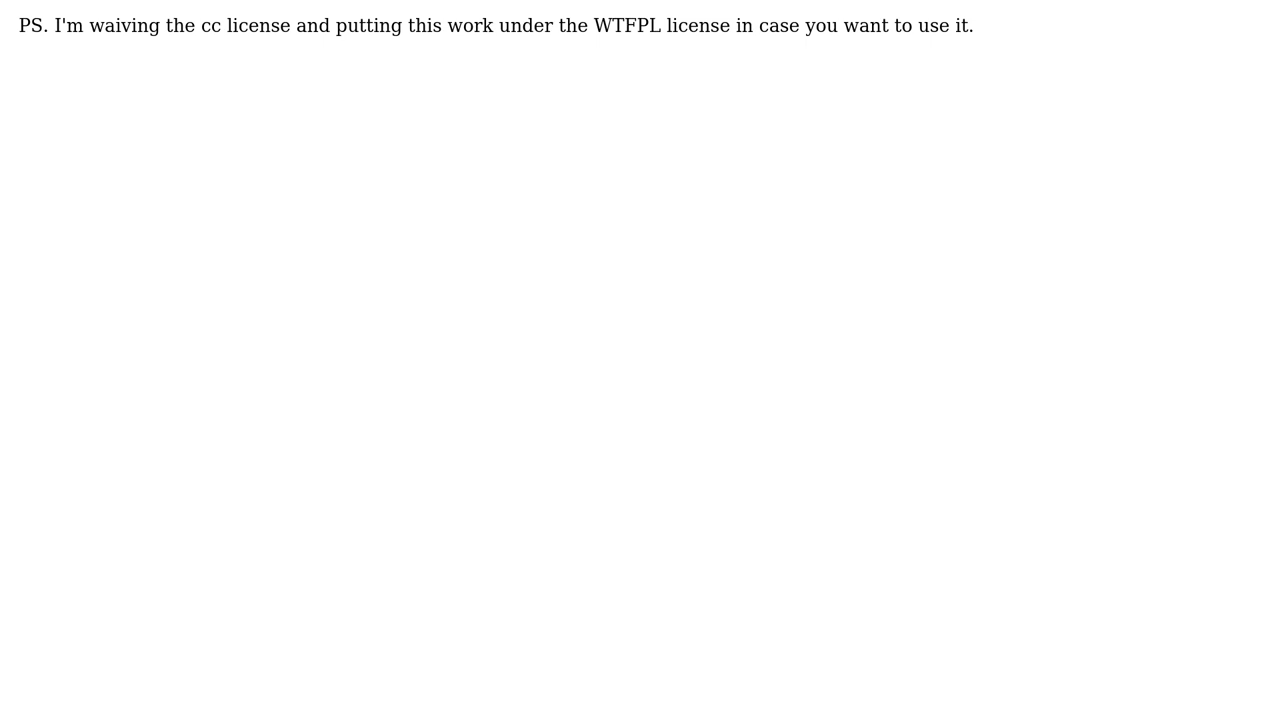 PS. I'm waiving the cc license and putting this work under the WTFPL license in case you want to use it.